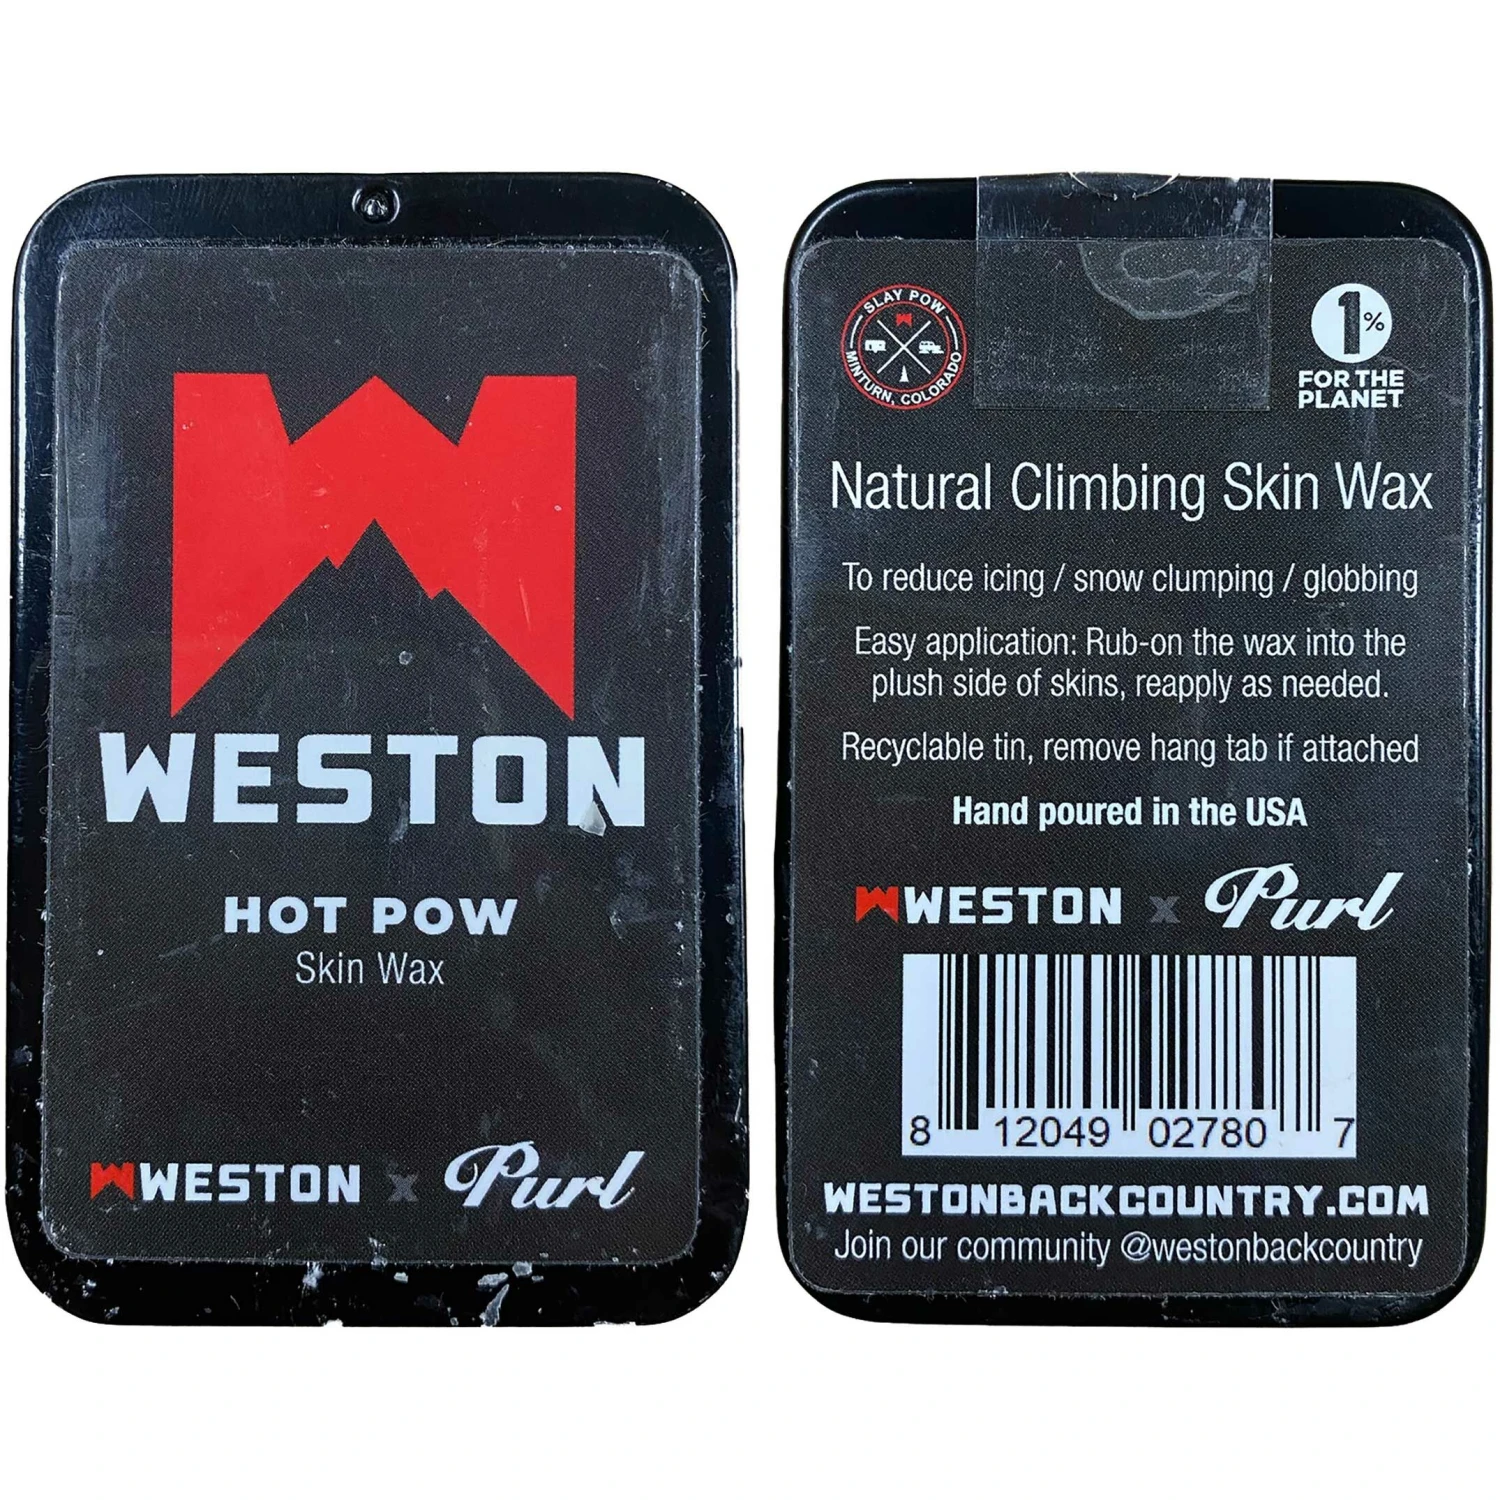 WESTON
HOT POW
Skin Wax
WESTON x Purl
SLAY POW
MINTURN, COLORADO
1%
FOR THE
PLANET
Natural Climbing Skin Wax
To reduce icing / snow clumping / globbing
Easy application: Rub-on the wax into the
plush side of skins, reapply as needed.
Recyclable tin, remove hang tab if attached
Hand poured in the USA
WESTON x Purl
8 12049 02780 7
WESTONBACKCOUNTRY.COM
Join our community @westonbackcountry